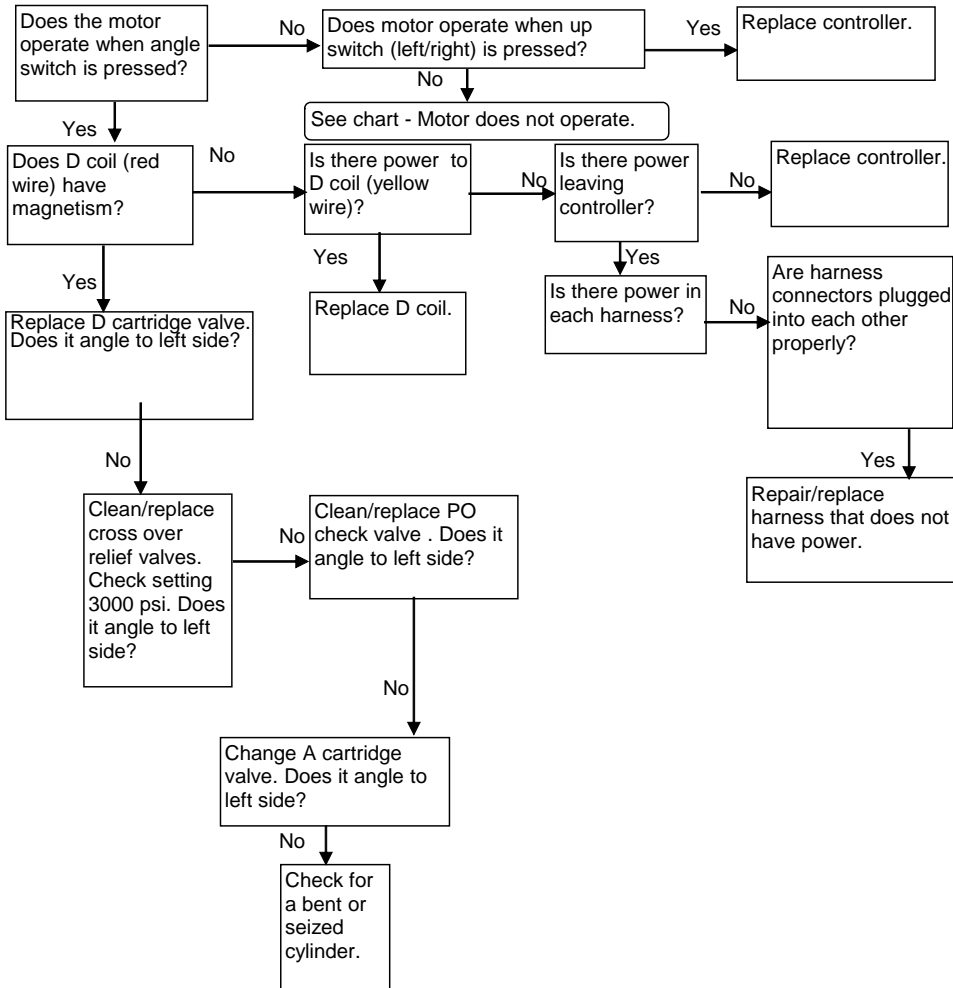 Does the motor
operate when angle
switch is pressed?
No
Does motor operate when up
switch (left/right) is pressed?
Yes
Replace controller.
No
See chart - Motor does not operate.
Yes
Does D coil (red
wire) have
magnetism?
No
Is there power to
D coil (yellow
wire)?
No
Is there power
leaving
controller?
No
Replace controller.
Yes
Replace D cartridge valve.
Does it angle to left side?
Yes
Replace D coil.
Yes
Is there power in
each harness?
No
Are harness
connectors plugged
into each other
properly?
Yes
Repair/replace
harness that does not
have power.
No
Clean/replace
cross over
relief valves.
Check setting
3000 psi. Does
it angle to left
side?
No
Clean/replace PO
check valve . Does it
angle to left side?
No
Change A cartridge
valve. Does it angle to
left side?
No
Check for
a bent or
seized
cylinder.